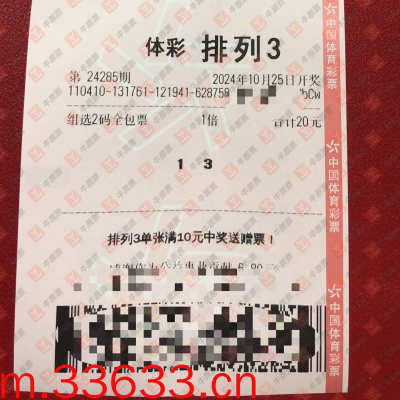 体彩 排列3
第 24285期 2024年10月25日开奖
110410-131761-121941-628758
组选2码全包票 1倍 合计20元
1 3
排列3单张满10元中奖送赠票！
中国体育彩票
中国体育彩票
中国体育彩票
m.33633.cn